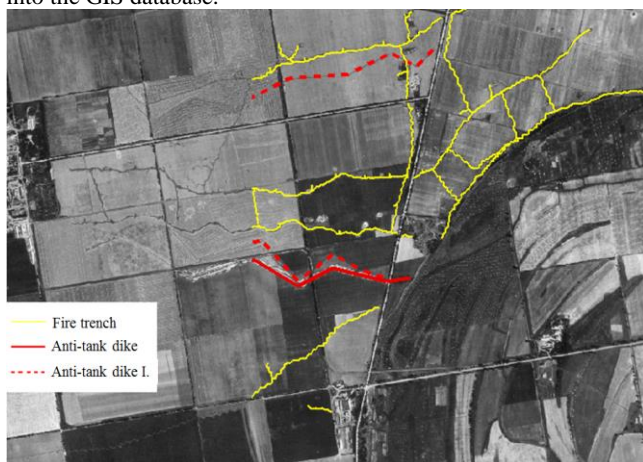 into the GIS database.
Fire trench
Anti-tank dike
Anti-tank dike I.